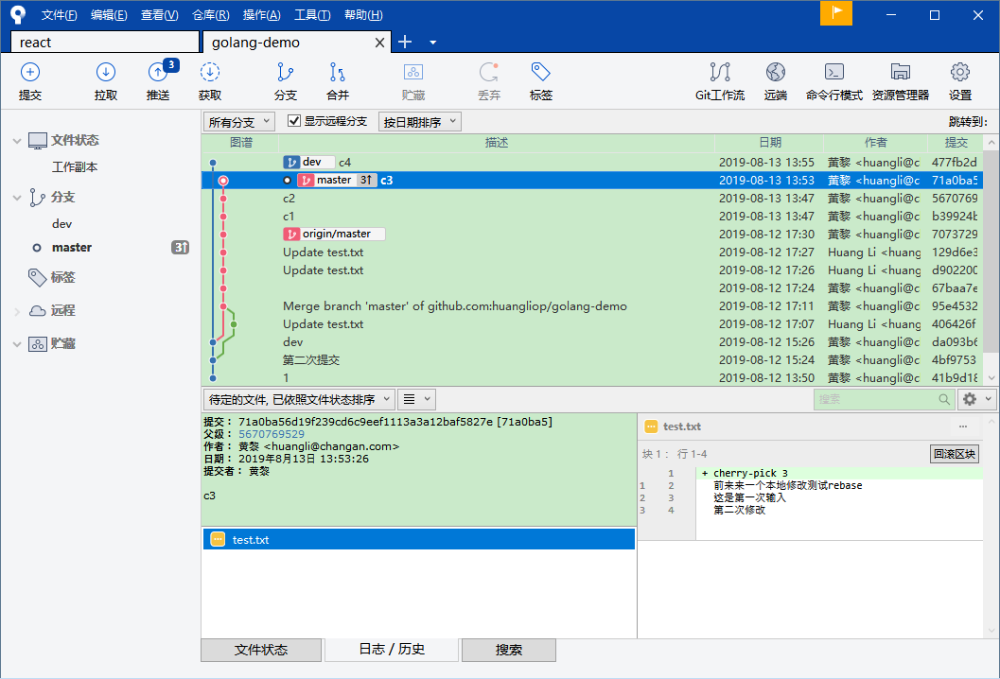 文件(F) 编辑(E) 查看(V) 仓库(R) 操作(A) 工具(T) 帮助(H)
react golang-demo
3
提交 拉取 推送 获取 分支 合并 贮藏 丢弃 标签 Git工作流 远端 命令行模式 资源管理器 设置
所有分支 显示远程分支 按日期排序 跳转到:
图谱 描述 日期 作者 提交
dev c4 2019-08-13 13:55 黄黎 <huangli@c 477fb2d
master 3↑ c3 2019-08-13 13:53 黄黎 <huangli@c 71a0ba5
c2 2019-08-13 13:47 黄黎 <huangli@c 5670769
c1 2019-08-13 13:47 黄黎 <huangli@c b39924b
origin/master 2019-08-12 17:30 黄黎 <huangli@c 7073729
Update test.txt 2019-08-12 17:27 Huang Li <huang 129d6e3
Update test.txt 2019-08-12 17:26 Huang Li <huang d902200
2019-08-12 17:24 黄黎 <huangli@c 67baa7e
Merge branch 'master' of github.com:huangliop/golang-demo 2019-08-12 17:11 黄黎 <huangli@c 95e4532
Update test.txt 2019-08-12 17:07 Huang Li <huang 406426f
dev 2019-08-12 15:26 黄黎 <huangli@c da093b6
第二次提交 2019-08-12 15:24 黄黎 <huangli@c 4bf9753
1 2019-08-12 13:50 黄黎 <huangli@c 41b9d18
文件状态
工作副本
分支
dev
master 3↑
标签
远程
贮藏
待定的文件, 已依照文件状态排序 搜索
提交: 71a0ba56d19f239cd6c9eef1113a3a12baf5827e [71a0ba5]
父级: 5670769529
作者: 黄黎 <huangli@changan.com>
日期: 2019年8月13日 13:53:26
提交者: 黄黎
c3
test.txt
test.txt ...
块 1: 行 1-4 回滚区块
1 + cherry-pick 3
1 2 前来来一个本地修改测试rebase
2 3 这是第一次输入
3 4 第二次修改
文件状态 日志 / 历史 搜索